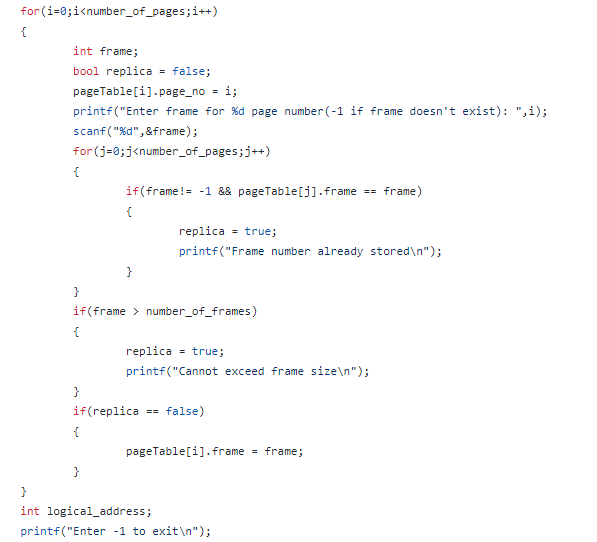 for(i=0;i<number_of_pages;i++)
{
        int frame;
        bool replica = false;
        pageTable[i].page_no = i;
        printf("Enter frame for %d page number(-1 if frame doesn't exist): ",i);
        scanf("%d",&frame);
        for(j=0;j<number_of_pages;j++)
        {
                if(frame!= -1 && pageTable[j].frame == frame)
                {
                        replica = true;
                        printf("Frame number already stored\n");
                }
        }
        if(frame > number_of_frames)
        {
                replica = true;
                printf("Cannot exceed frame size\n");
        }
        if(replica == false)
        {
                pageTable[i].frame = frame;
        }
}
int logical_address;
printf("Enter -1 to exit\n");